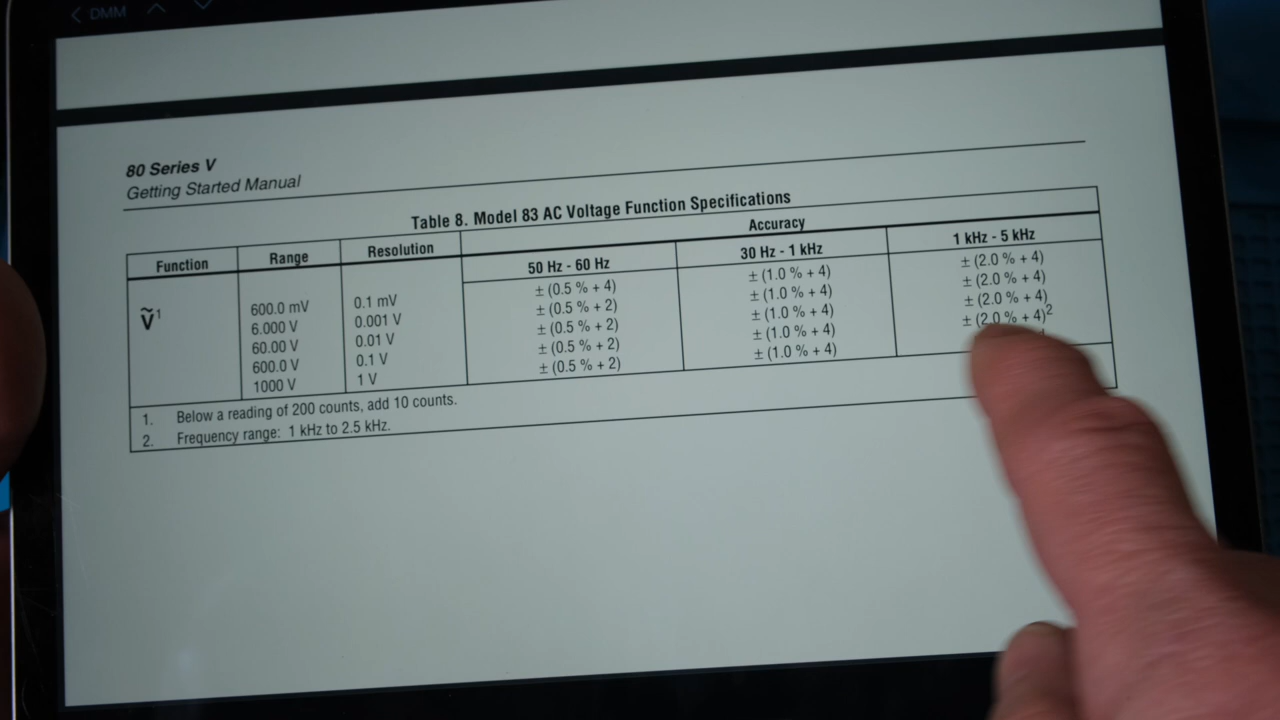 DMM
80 Series V
Getting Started Manual
Table 8. Model 83 AC Voltage Function Specifications
Function Range Resolution Accuracy
50 Hz - 60 Hz 30 Hz - 1 kHz 1 kHz - 5 kHz
Ṽ1 600.0 mV 0.1 mV ± (0.5 % + 4) ± (1.0 % + 4) ± (2.0 % + 4)
6.000 V 0.001 V ± (0.5 % + 2) ± (1.0 % + 4) ± (2.0 % + 4)
60.00 V 0.01 V ± (0.5 % + 2) ± (1.0 % + 4) ± (2.0 % + 4)
600.0 V 0.1 V ± (0.5 % + 2) ± (1.0 % + 4) ± (2.0 % + 4)2
1000 V 1 V ± (0.5 % + 2) ± (1.0 % + 4)
1. Below a reading of 200 counts, add 10 counts.
2. Frequency range: 1 kHz to 2.5 kHz.